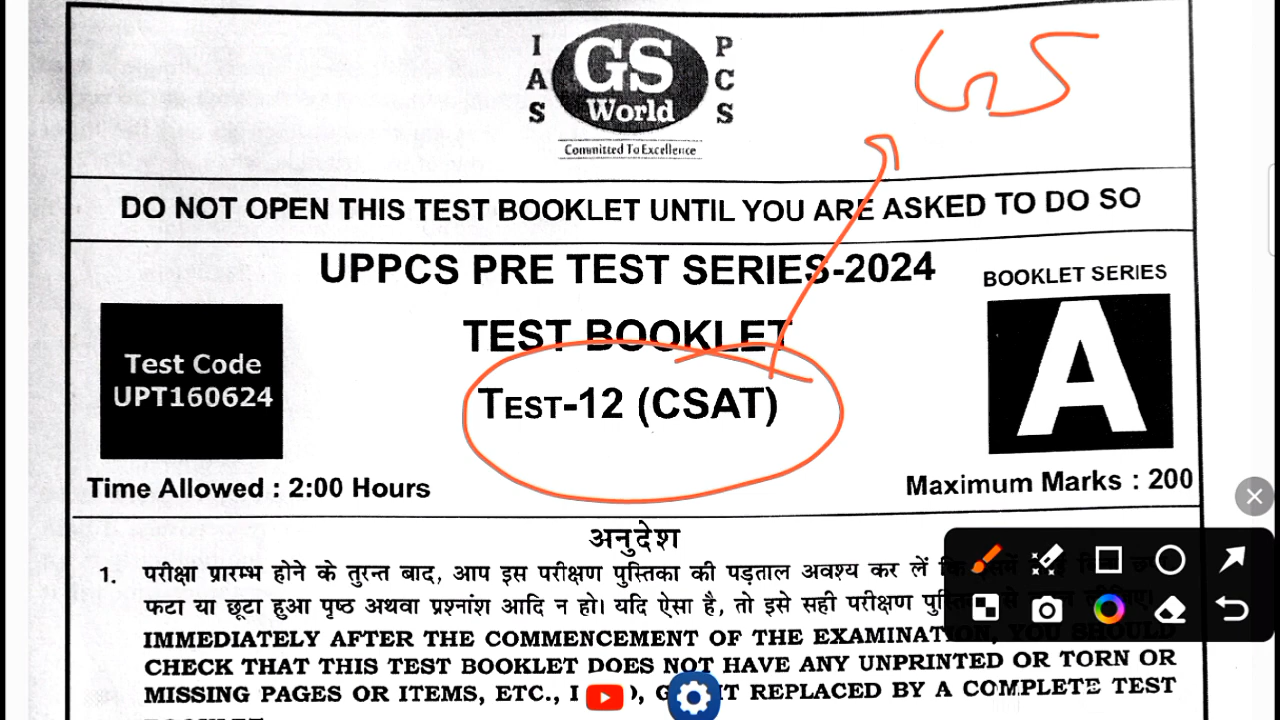 IAS
GS
World
PCS
Committed To Excellence
GS
DO NOT OPEN THIS TEST BOOKLET UNTIL YOU ARE ASKED TO DO SO
UPPCS PRE TEST SERIES-2024
BOOKLET SERIES
TEST BOOKLET
A
Test Code
UPT160624
TEST-12 (CSAT)
Time Allowed : 2:00 Hours
Maximum Marks : 200
अनुदेश
1. परीक्षा प्रारम्भ होने के तुरन्त बाद, आप इस परीक्षण पुस्तिका की पड़ताल अवश्य कर लें
फटा या छूटा हुआ पृष्ठ अथवा प्रश्नांश आदि न हो। यदि ऐसा है, तो इसे सही परीक्षण
IMMEDIATELY AFTER THE COMMENCEMENT OF THE EXAMINATION, YOU SHOULD
CHECK THAT THIS TEST BOOKLET DOES NOT HAVE ANY UNPRINTED OR TORN OR
MISSING PAGES OR ITEMS, ETC., REPLACED BY A COMPLETE TEST